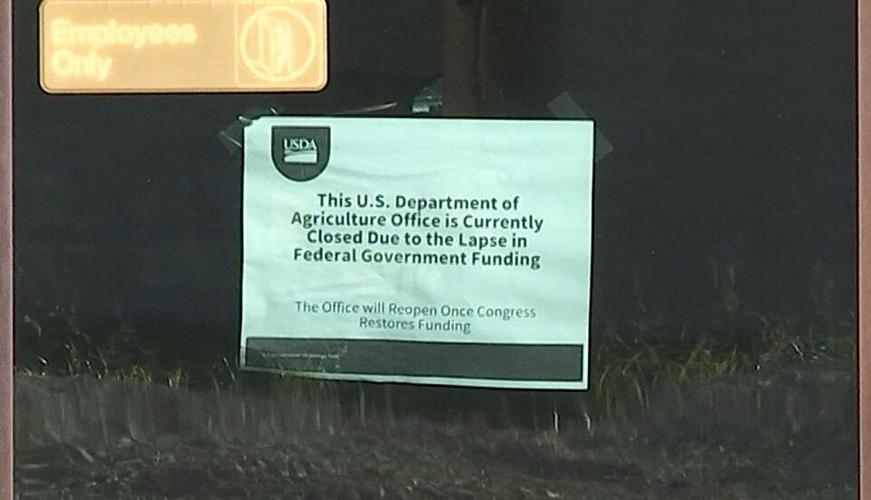 Employees
Only
USDA
This U.S. Department of
Agriculture Office is Currently
Closed Due to the Lapse in
Federal Government Funding
The Office will Reopen Once Congress
Restores Funding